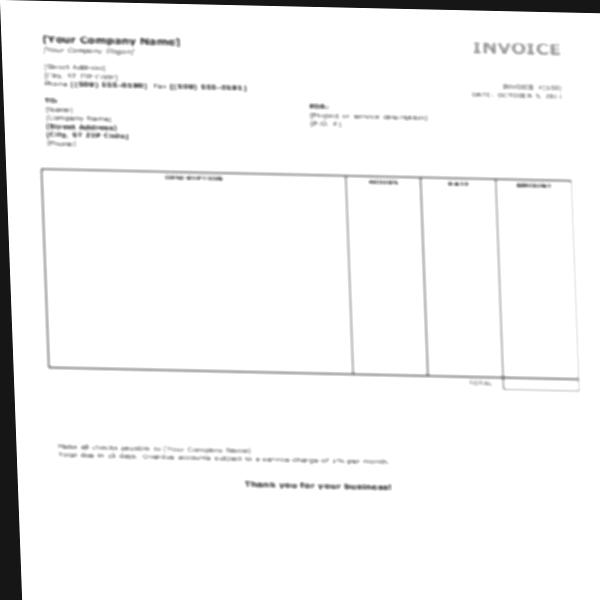 [Your Company Name]
[Your Company Slogan]
INVOICE
[Street Address]
[City, ST ZIP Code]
Phone [(509) 555-0190] Fax [(509) 555-0191]
INVOICE #[100]
DATE: OCTOBER
TO:
[Name]
[Company Name]
[Street Address]
[City, ST ZIP Code]
[Phone]
FOR:
[Project or service description]
[P.O. #]
DESCRIPTION HOURS RATE AMOUNT
TOTAL
Make all checks payable to [Your Company Name]
Total due in 15 days. Overdue accounts subject to a service charge of 1% per month.
Thank you for your business!